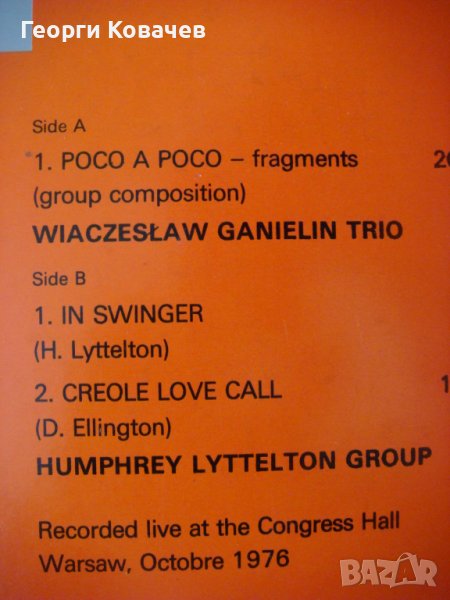 Георги Ковачев
Side A
1. POCO A POCO – fragments
(group composition)
WIACZESŁAW GANIELIN TRIO
Side B
1. IN SWINGER
(H. Lyttelton)
2. CREOLE LOVE CALL
(D. Ellington)
HUMPHREY LYTTELTON GROUP
Recorded live at the Congress Hall
Warsaw, Octobre 1976
BAZAR